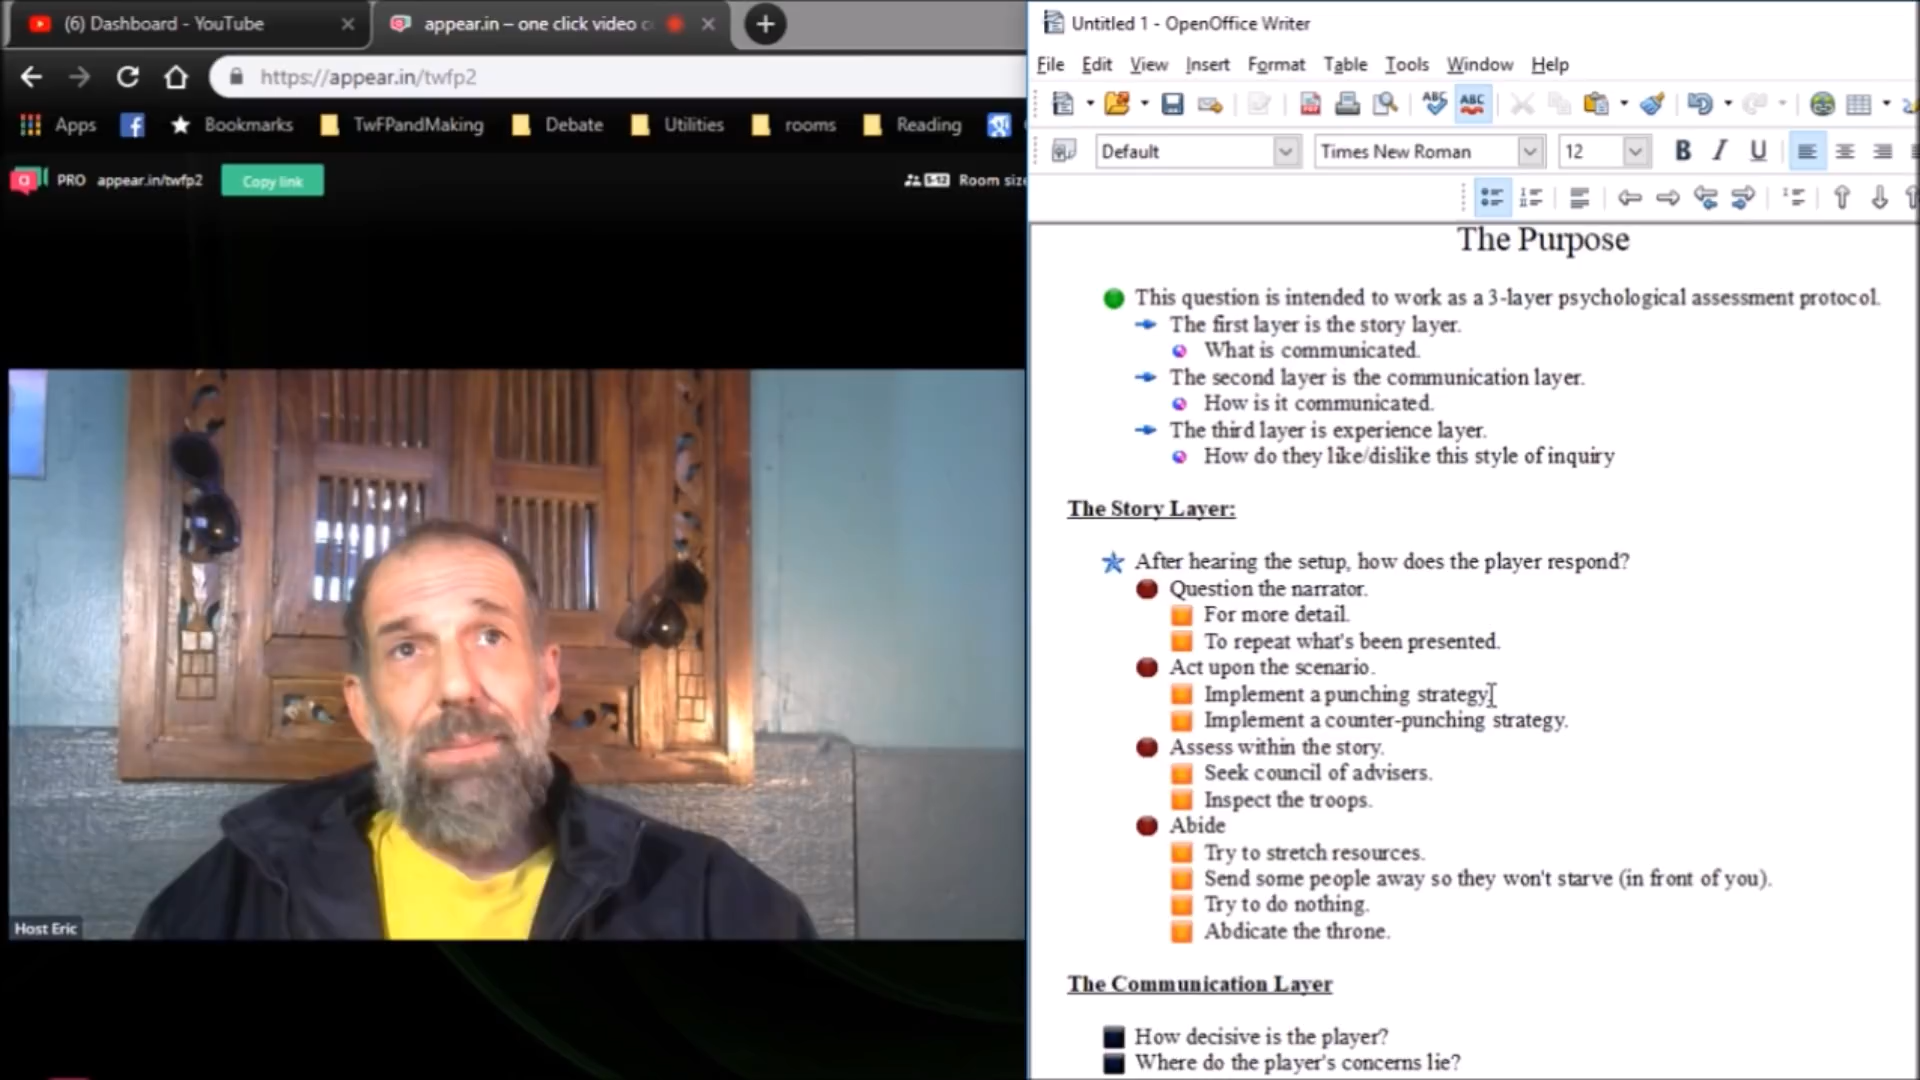 (6) Dashboard - YouTube
appear.in – one click video c
https://appear.in/twfp2
Apps
Bookmarks
TwFPandMaking
Debate
Utilities
rooms
Reading
PRO appear.in/twfp2
Copy link
5-12 Room size
Host Eric
Untitled 1 - OpenOffice Writer
File Edit View Insert Format Table Tools Window Help
Default
Times New Roman
12
B I U
The Purpose
This question is intended to work as a 3-layer psychological assessment protocol.
The first layer is the story layer.
What is communicated.
The second layer is the communication layer.
How is it communicated.
The third layer is experience layer.
How do they like/dislike this style of inquiry
The Story Layer:
After hearing the setup, how does the player respond?
Question the narrator.
For more detail.
To repeat what's been presented.
Act upon the scenario.
Implement a punching strategy.
Implement a counter-punching strategy.
Assess within the story.
Seek council of advisers.
Inspect the troops.
Abide
Try to stretch resources.
Send some people away so they won't starve (in front of you).
Try to do nothing.
Abdicate the throne.
The Communication Layer
How decisive is the player?
Where do the player's concerns lie?